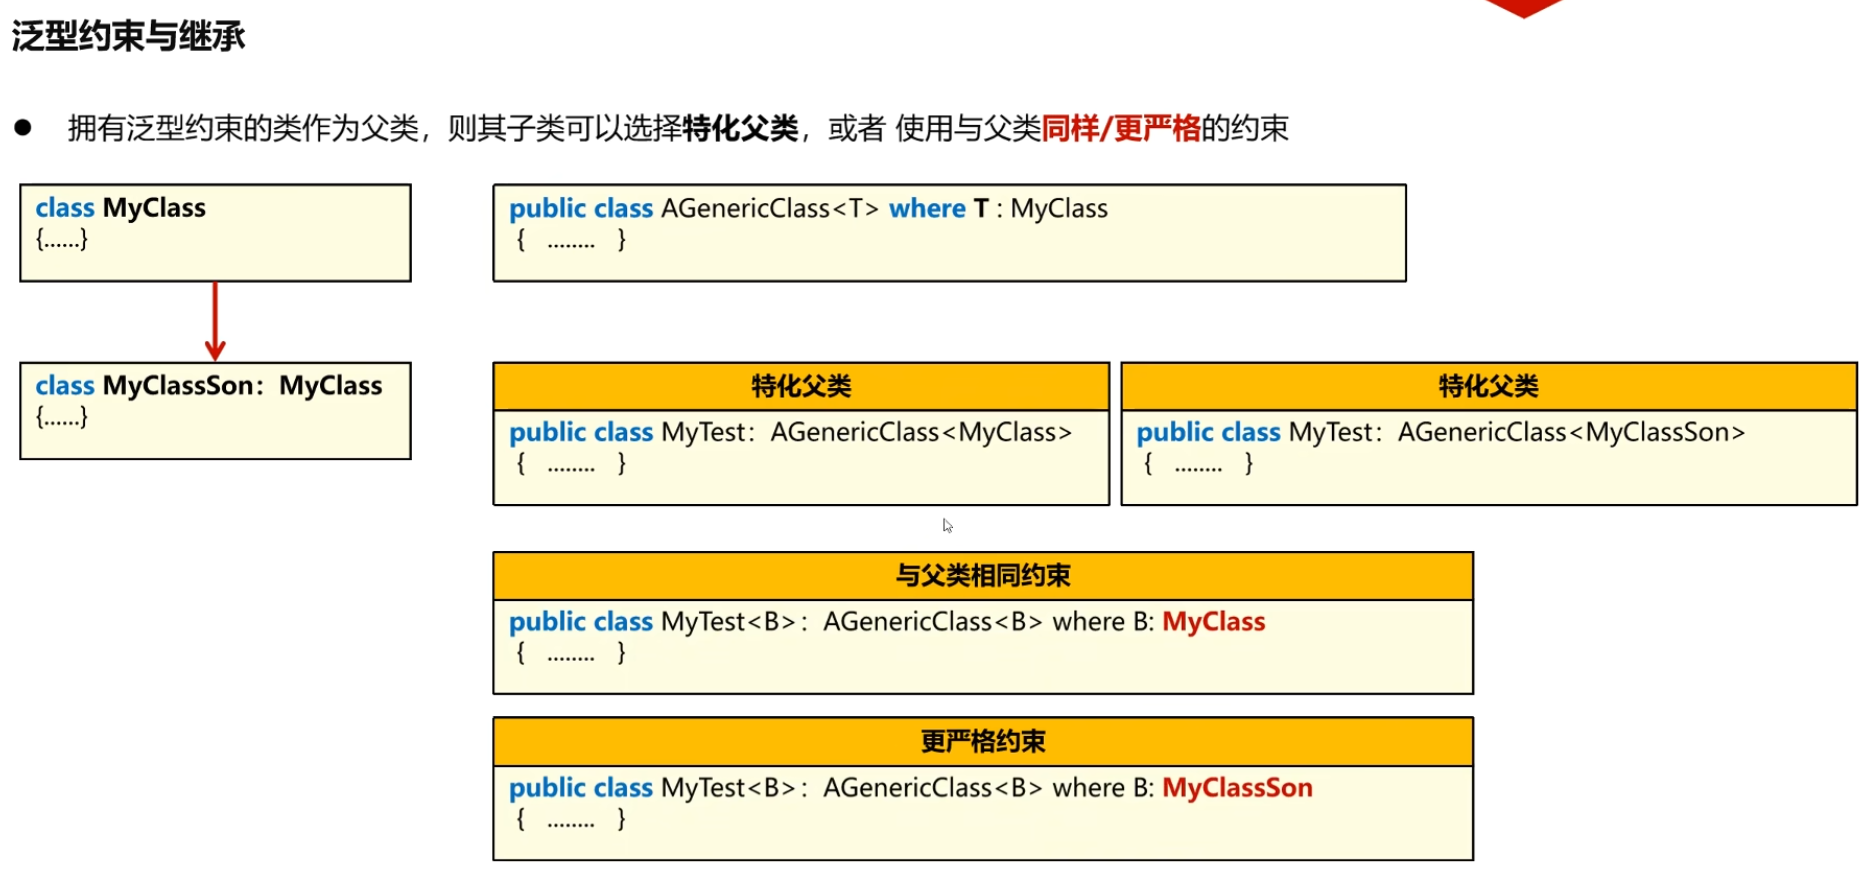 泛型约束与继承
● 拥有泛型约束的类作为父类，则其子类可以选择特化父类，或者 使用与父类同样/更严格的约束
class MyClass
{......}
public class AGenericClass<T> where T : MyClass
{ ........ }
class MyClassSon：MyClass
{......}
特化父类
public class MyTest：AGenericClass<MyClass>
{ ........ }
特化父类
public class MyTest：AGenericClass<MyClassSon>
{ ........ }
与父类相同约束
public class MyTest<B>：AGenericClass<B> where B: MyClass
{ ........ }
更严格约束
public class MyTest<B>：AGenericClass<B> where B: MyClassSon
{ ........ }